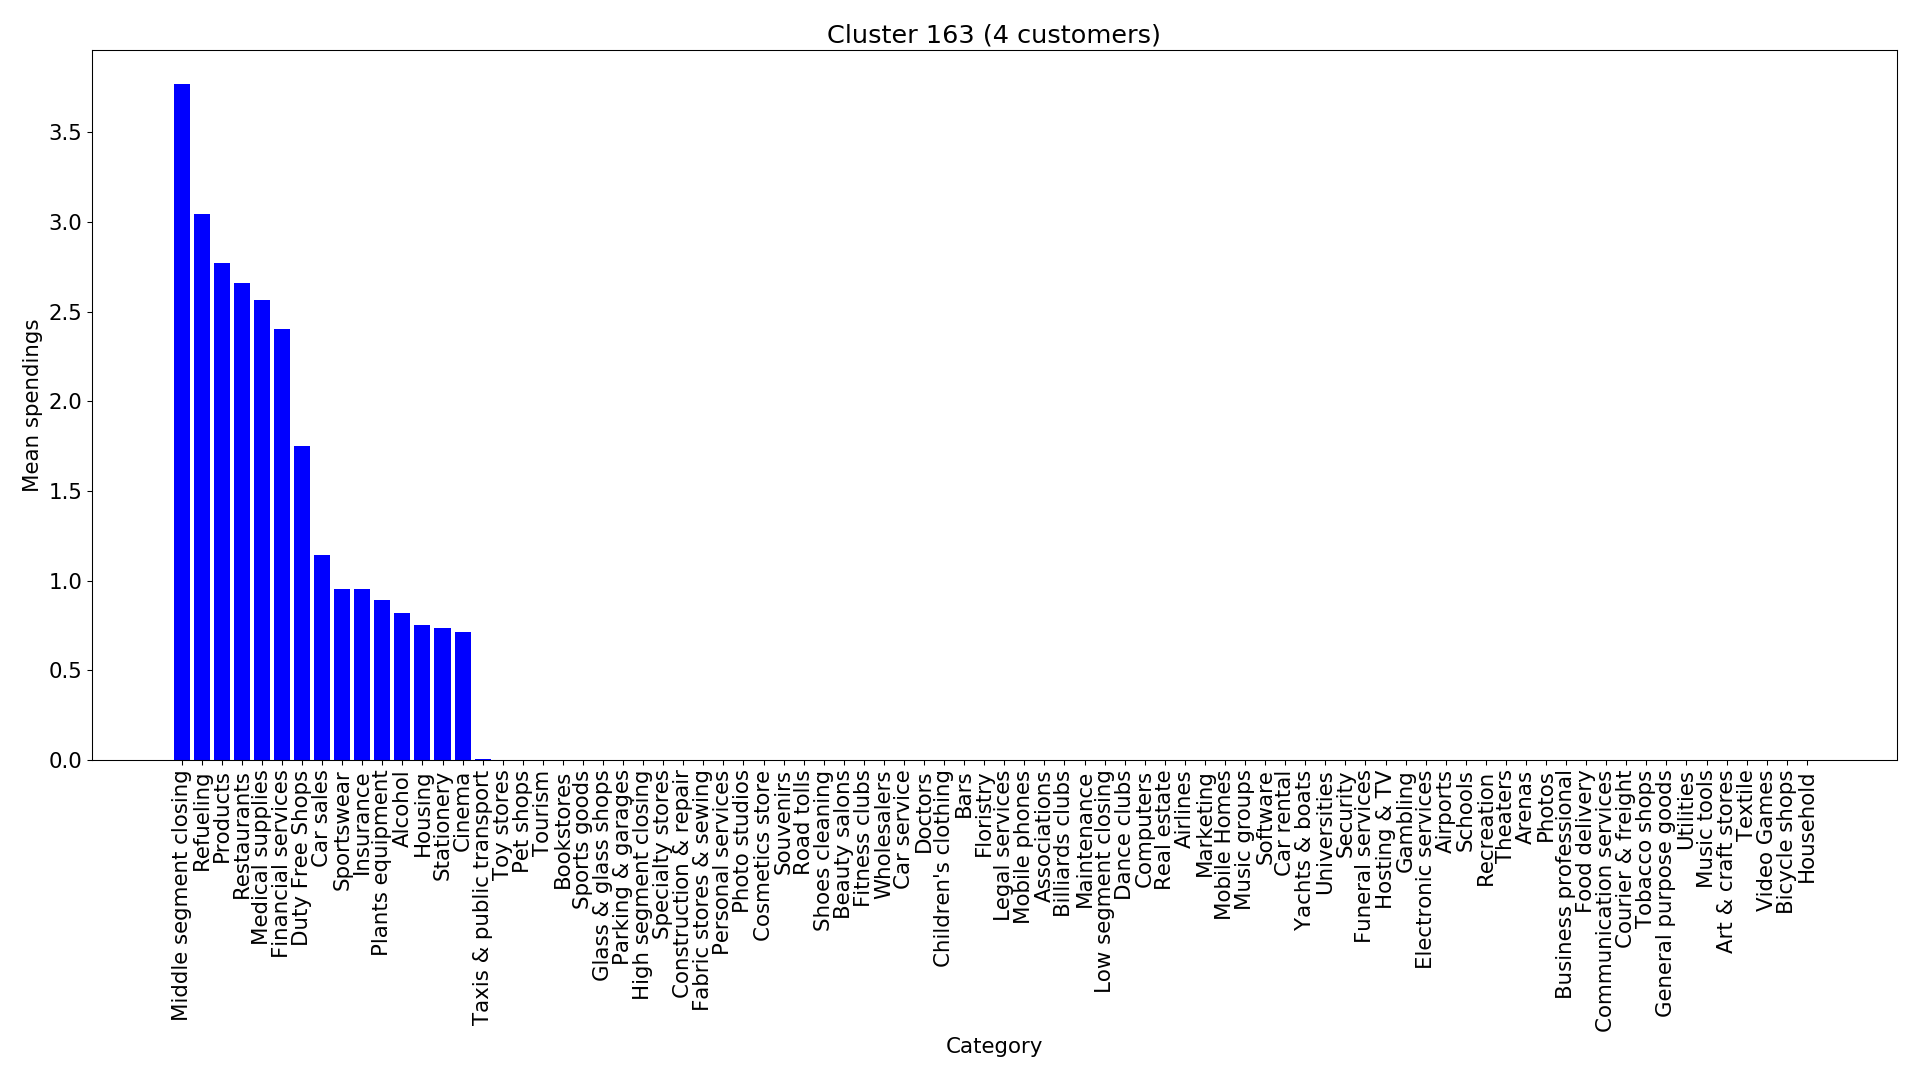 Cluster 163 (4 customers)
Mean spendings
3.5
3.0
2.5
2.0
1.5
1.0
0.5
0.0
Middle segment closing
Refueling
Products
Restaurants
Medical supplies
Financial services
Duty Free Shops
Car sales
Sportswear
Insurance
Plants equipment
Alcohol
Housing
Stationery
Cinema
Taxis & public transport
Toy stores
Pet shops
Tourism
Bookstores
Sports goods
Glass & glass shops
Parking & garages
High segment closing
Specialty stores
Construction & repair
Fabric stores & sewing
Personal services
Photo studios
Cosmetics store
Souvenirs
Road tolls
Shoes cleaning
Beauty salons
Fitness clubs
Wholesalers
Car service
Doctors
Children's clothing
Bars
Floristry
Legal services
Mobile phones
Associations
Billiards clubs
Maintenance
Low segment closing
Dance clubs
Computers
Real estate
Airlines
Marketing
Mobile Homes
Music groups
Software
Car rental
Yachts & boats
Universities
Security
Funeral services
Hosting & TV
Gambling
Electronic services
Airports
Schools
Recreation
Theaters
Arenas
Photos
Business professional
Food delivery
Communication services
Courier & freight
Tobacco shops
General purpose goods
Utilities
Music tools
Art & craft stores
Textile
Video Games
Bicycle shops
Household
Category